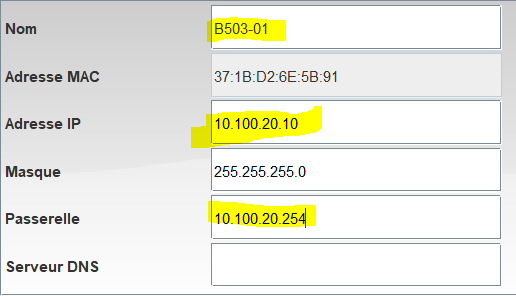 Nom B503-01
Adresse MAC 37:1B:D2:6E:5B:91
Adresse IP 10.100.20.10
Masque 255.255.255.0
Passerelle 10.100.20.254
Serveur DNS